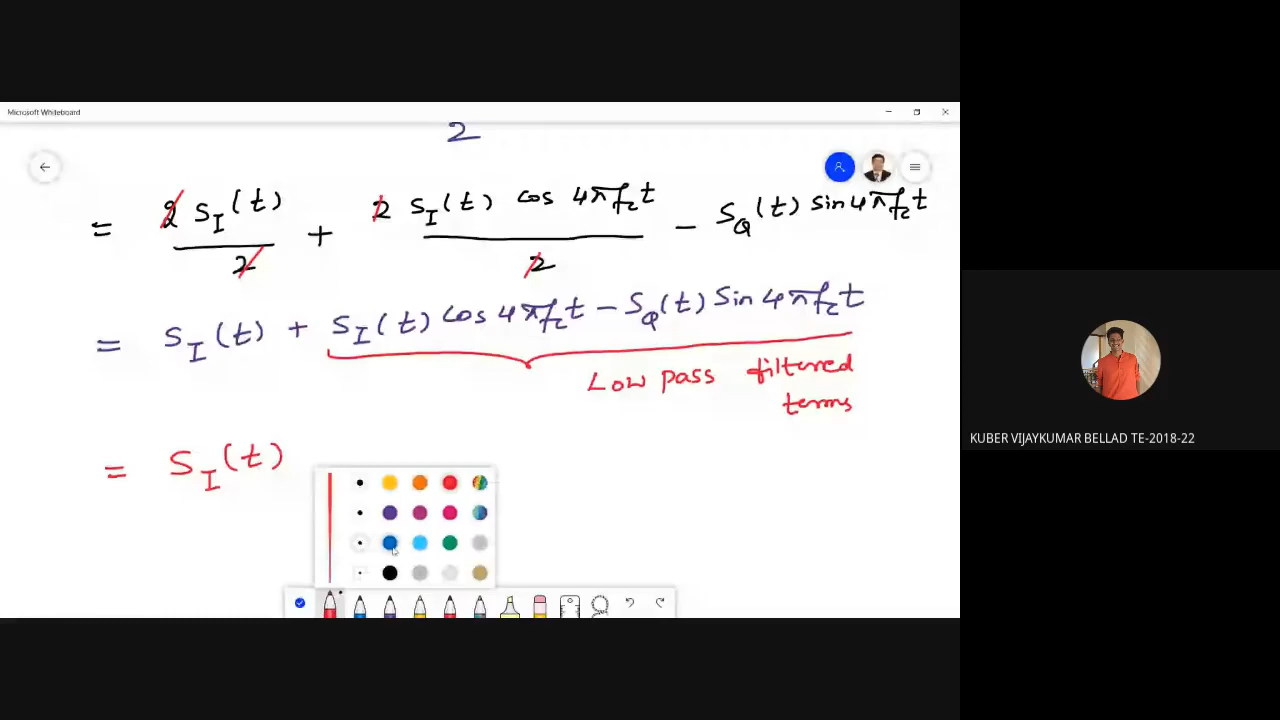 Microsoft Whiteboard
2
= 2 S_I(t) / 2 + 2 S_I(t) cos 4πf_c t / 2 - S_Q(t) sin 4πf_c t
= S_I(t) + S_I(t) cos 4πf_c t - S_Q(t) Sin 4πf_c t
Low pass filtered
terms
= S_I(t)
KUBER VIJAYKUMAR BELLAD TE-2018-22